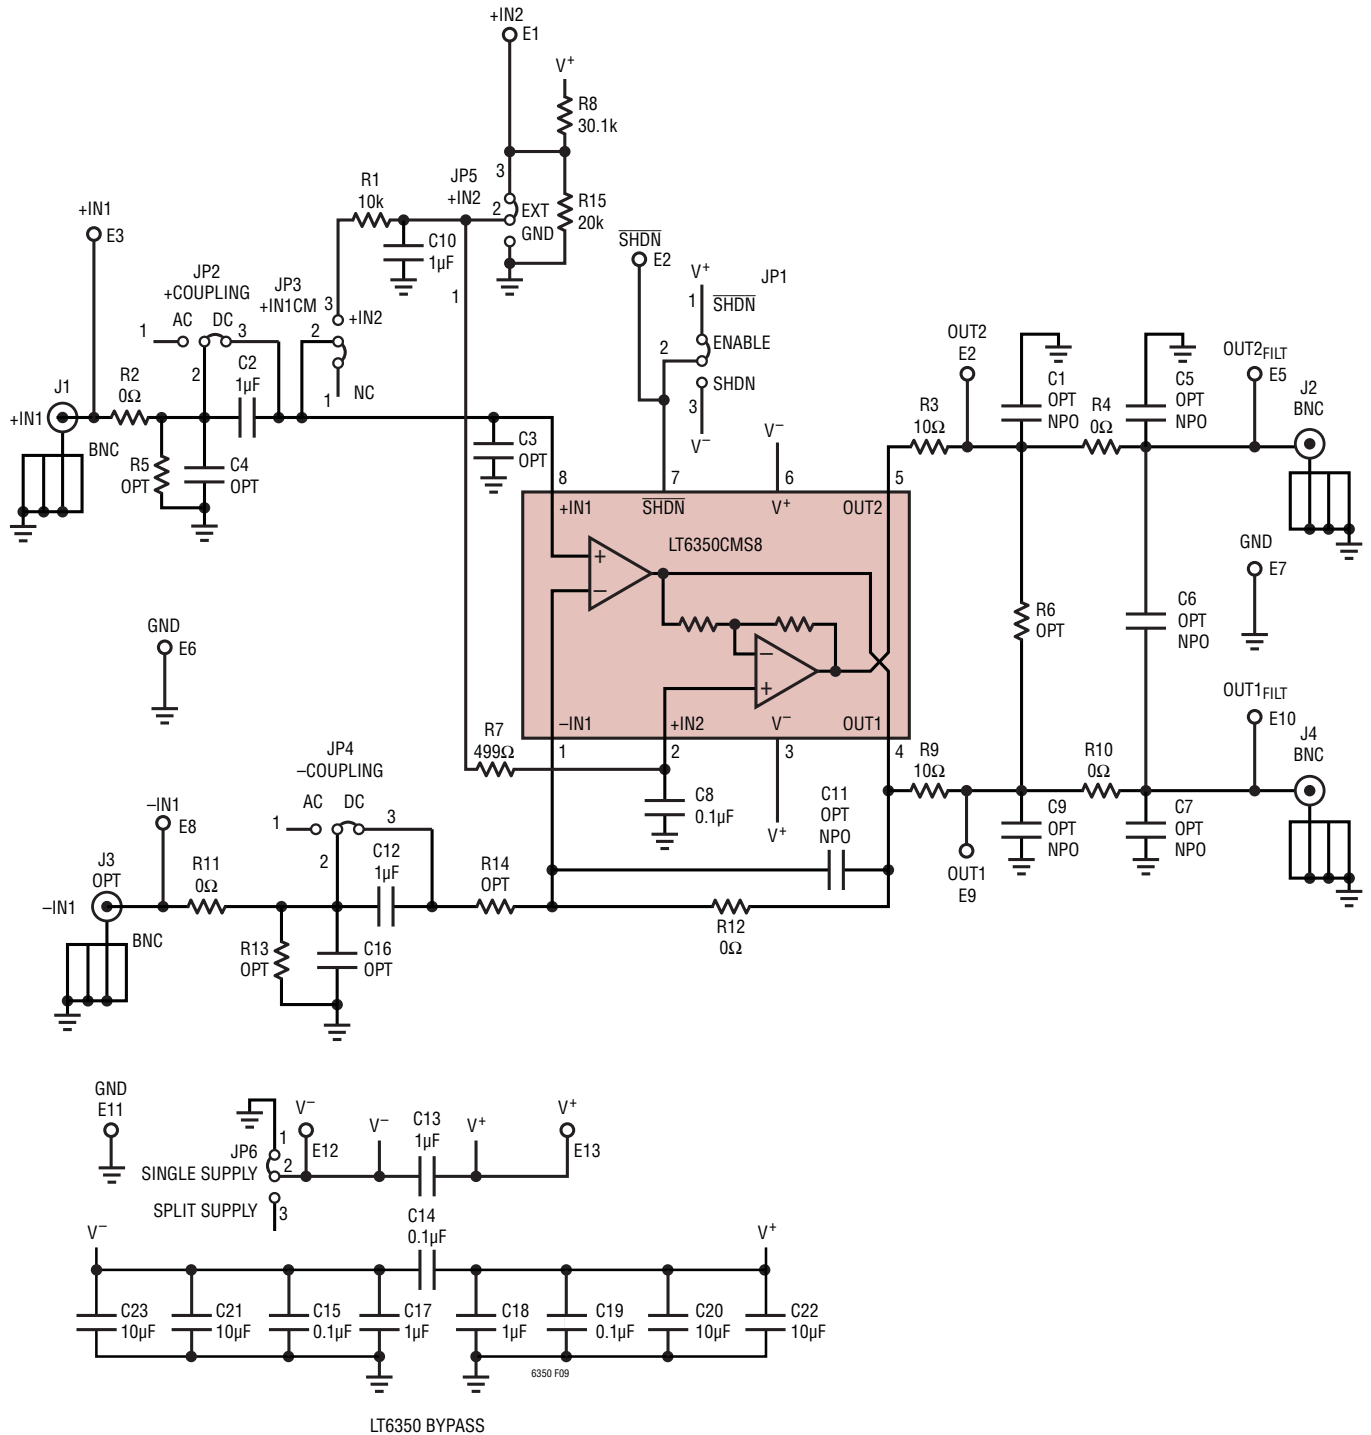 +IN2
E1
V+
R8
30.1k
3
JP5
+IN2
2
EXT
GND
R15
20k
R1
10k
C10
1µF
+IN1
E3
JP2
+COUPLING
1
AC
DC
3
2
JP3
+IN1CM
3
+IN2
2
1
NC
1
SHDN
E2
V+
JP1
1
SHDN
2
ENABLE
SHDN
3
V–
J1
+IN1
BNC
R2
0Ω
C2
1µF
R5
OPT
C4
OPT
C3
OPT
8
7
V–
6
5
+IN1
SHDN
V+
OUT2
LT6350CMS8
+
–
–
+
–IN1
+IN2
V–
OUT1
1
2
3
4
OUT2
E2
R3
10Ω
C1
OPT
NPO
R4
0Ω
C5
OPT
NPO
OUT2FILT
E5
J2
BNC
GND
E7
R6
OPT
C6
OPT
NPO
OUT1FILT
E10
J4
BNC
R9
10Ω
R10
0Ω
OUT1
E9
C9
OPT
NPO
C7
OPT
NPO
GND
E6
R7
499Ω
C8
0.1µF
V+
C11
OPT
NPO
JP4
–COUPLING
1
AC
DC
3
2
–IN1
E8
J3
OPT
–IN1
BNC
R11
0Ω
C12
1µF
R14
OPT
R12
0Ω
R13
OPT
C16
OPT
GND
E11
JP6
1
2
SINGLE SUPPLY
SPLIT SUPPLY
3
V–
E12
V–
C13
1µF
V+
V+
E13
V–
C14
0.1µF
V+
C23
10µF
C21
10µF
C15
0.1µF
C17
1µF
C18
1µF
C19
0.1µF
C20
10µF
C22
10µF
6350 F09
LT6350 BYPASS